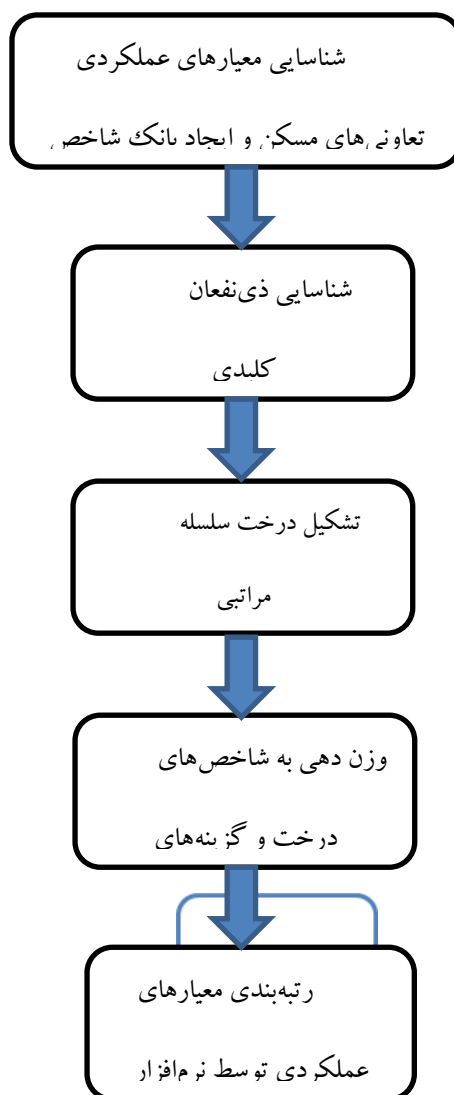 شناسایی معیارهای عملکردی
تعاونی‌های مسکن و ایجاد بانک شاخص
شناسایی ذی‌نفعان
کلیدی
تشکیل درخت سلسله
مراتبی
وزن دهی به شاخص‌های
درخت و گزینه‌های
رتبه‌بندی معیارهای
عملکردی توسط نرم‌افزار